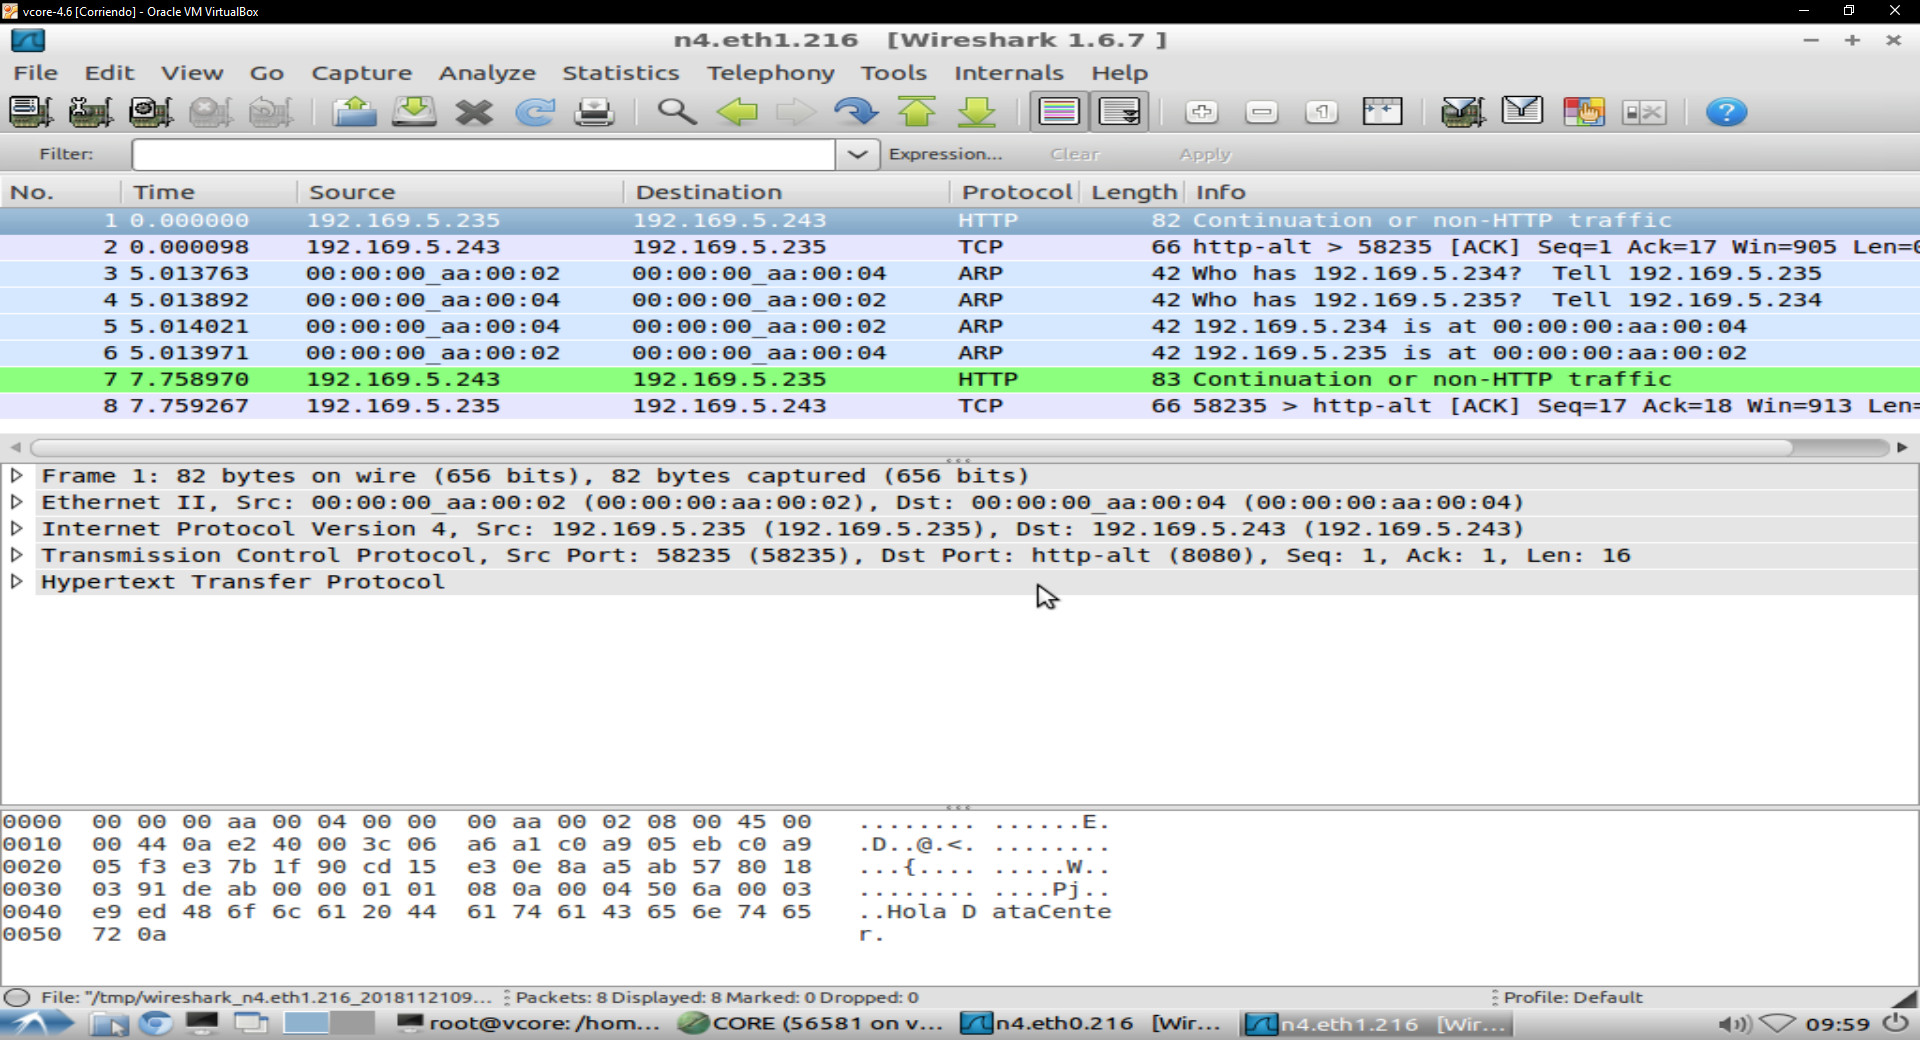 vcore-4.6 [Corriendo] - Oracle VM VirtualBox
n4.eth1.216 [Wireshark 1.6.7 ]
File Edit View Go Capture Analyze Statistics Telephony Tools Internals Help
Filter: Expression... Clear Apply
No. Time Source Destination Protocol Length Info
1 0.000000 192.169.5.235 192.169.5.243 HTTP 82 Continuation or non-HTTP traffic
2 0.000098 192.169.5.243 192.169.5.235 TCP 66 http-alt > 58235 [ACK] Seq=1 Ack=17 Win=905 Len=0
3 5.013763 00:00:00_aa:00:02 00:00:00_aa:00:04 ARP 42 Who has 192.169.5.234? Tell 192.169.5.235
4 5.013892 00:00:00_aa:00:04 00:00:00_aa:00:02 ARP 42 Who has 192.169.5.235? Tell 192.169.5.234
5 5.014021 00:00:00_aa:00:04 00:00:00_aa:00:02 ARP 42 192.169.5.234 is at 00:00:00:aa:00:04
6 5.013971 00:00:00_aa:00:02 00:00:00_aa:00:04 ARP 42 192.169.5.235 is at 00:00:00:aa:00:02
7 7.758970 192.169.5.243 192.169.5.235 HTTP 83 Continuation or non-HTTP traffic
8 7.759267 192.169.5.235 192.169.5.243 TCP 66 58235 > http-alt [ACK] Seq=17 Ack=18 Win=913 Len=
Frame 1: 82 bytes on wire (656 bits), 82 bytes captured (656 bits)
Ethernet II, Src: 00:00:00_aa:00:02 (00:00:00:aa:00:02), Dst: 00:00:00_aa:00:04 (00:00:00:aa:00:04)
Internet Protocol Version 4, Src: 192.169.5.235 (192.169.5.235), Dst: 192.169.5.243 (192.169.5.243)
Transmission Control Protocol, Src Port: 58235 (58235), Dst Port: http-alt (8080), Seq: 1, Ack: 1, Len: 16
Hypertext Transfer Protocol
0000 00 00 00 aa 00 04 00 00 00 aa 00 02 08 00 45 00 ........ ......E.
0010 00 44 0a e2 40 00 3c 06 a6 a1 c0 a9 05 eb c0 a9 .D..@.<. ........
0020 05 f3 e3 7b 1f 90 cd 15 e3 0e 8a a5 ab 57 80 18 ...{.... .....W..
0030 03 91 de ab 00 00 01 01 08 0a 00 04 50 6a 00 03 ........ ....Pj..
0040 e9 ed 48 6f 6c 61 20 44 61 74 61 43 65 6e 74 65 ..Hola D ataCente
0050 72 0a r.
File: "/tmp/wireshark_n4.eth1.216_2018112109... Packets: 8 Displayed: 8 Marked: 0 Dropped: 0 Profile: Default
root@vcore: /hom... CORE (56581 on v... n4.eth0.216 [Wir... n4.eth1.216 [Wir... 09:59